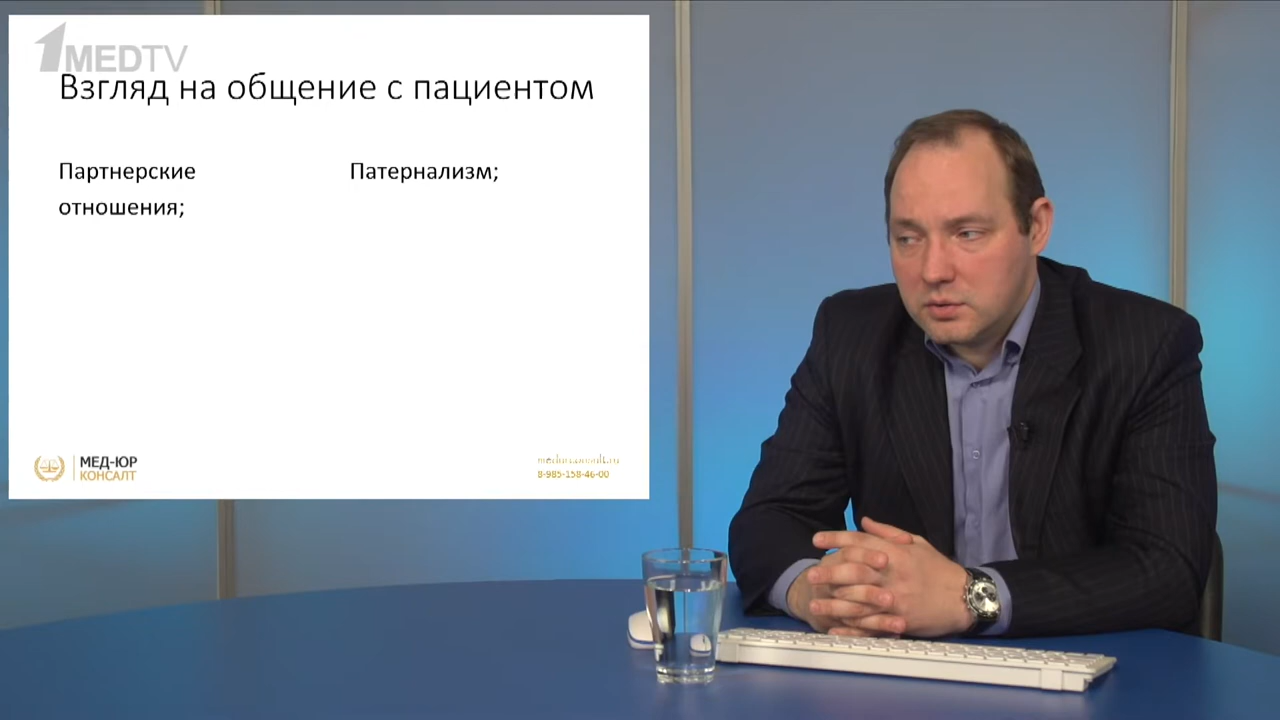 1MEDTV
Взгляд на общение с пациентом
Партнерские
отношения;
Патернализм;
МЕД-ЮР
КОНСАЛТ
8-985-158-46-00